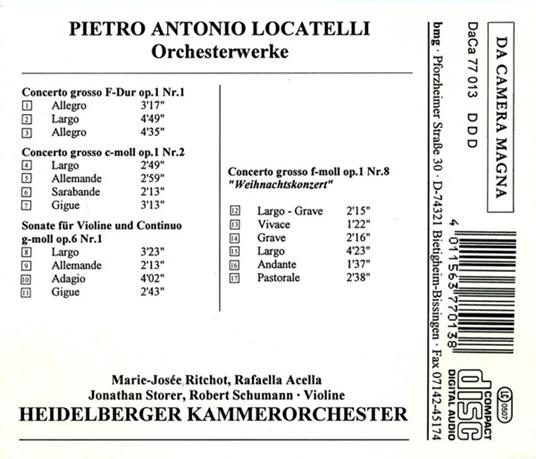 PIETRO ANTONIO LOCATELLI
Orchesterwerke
Concerto grosso F-Dur op.1 Nr.1
1 Allegro 3'17"
2 Largo 4'49"
3 Allegro 4'35"
Concerto grosso c-moll op.1 Nr.2
4 Largo 2'49"
5 Allemande 2'59"
6 Sarabande 2'13"
7 Gigue 3'13"
Sonate für Violine und Continuo
g-moll op.6 Nr.1
8 Largo 3'23"
9 Allemande 2'13"
10 Adagio 4'02"
11 Gigue 2'43"
Concerto grosso f-moll op.1 Nr.8
"Weihnachtskonzert"
12 Largo - Grave 2'15"
13 Vivace 1'22"
14 Grave 2'16"
15 Largo 4'23"
16 Andante 1'37"
17 Pastorale 2'38"
Marie-Josée Ritchot, Rafaella Acella
Jonathan Storer, Robert Schumann · Violine
HEIDELBERGER KAMMERORCHESTER
DA CAMERA MAGNA
DaCa 77 013 D D D
bmg · Pforzheimer Straße 30 · D-74321 Bietigheim-Bissingen · Fax 07142-45174
4 011563 770138
COMPACT
disc
DIGITAL AUDIO
LC 0507